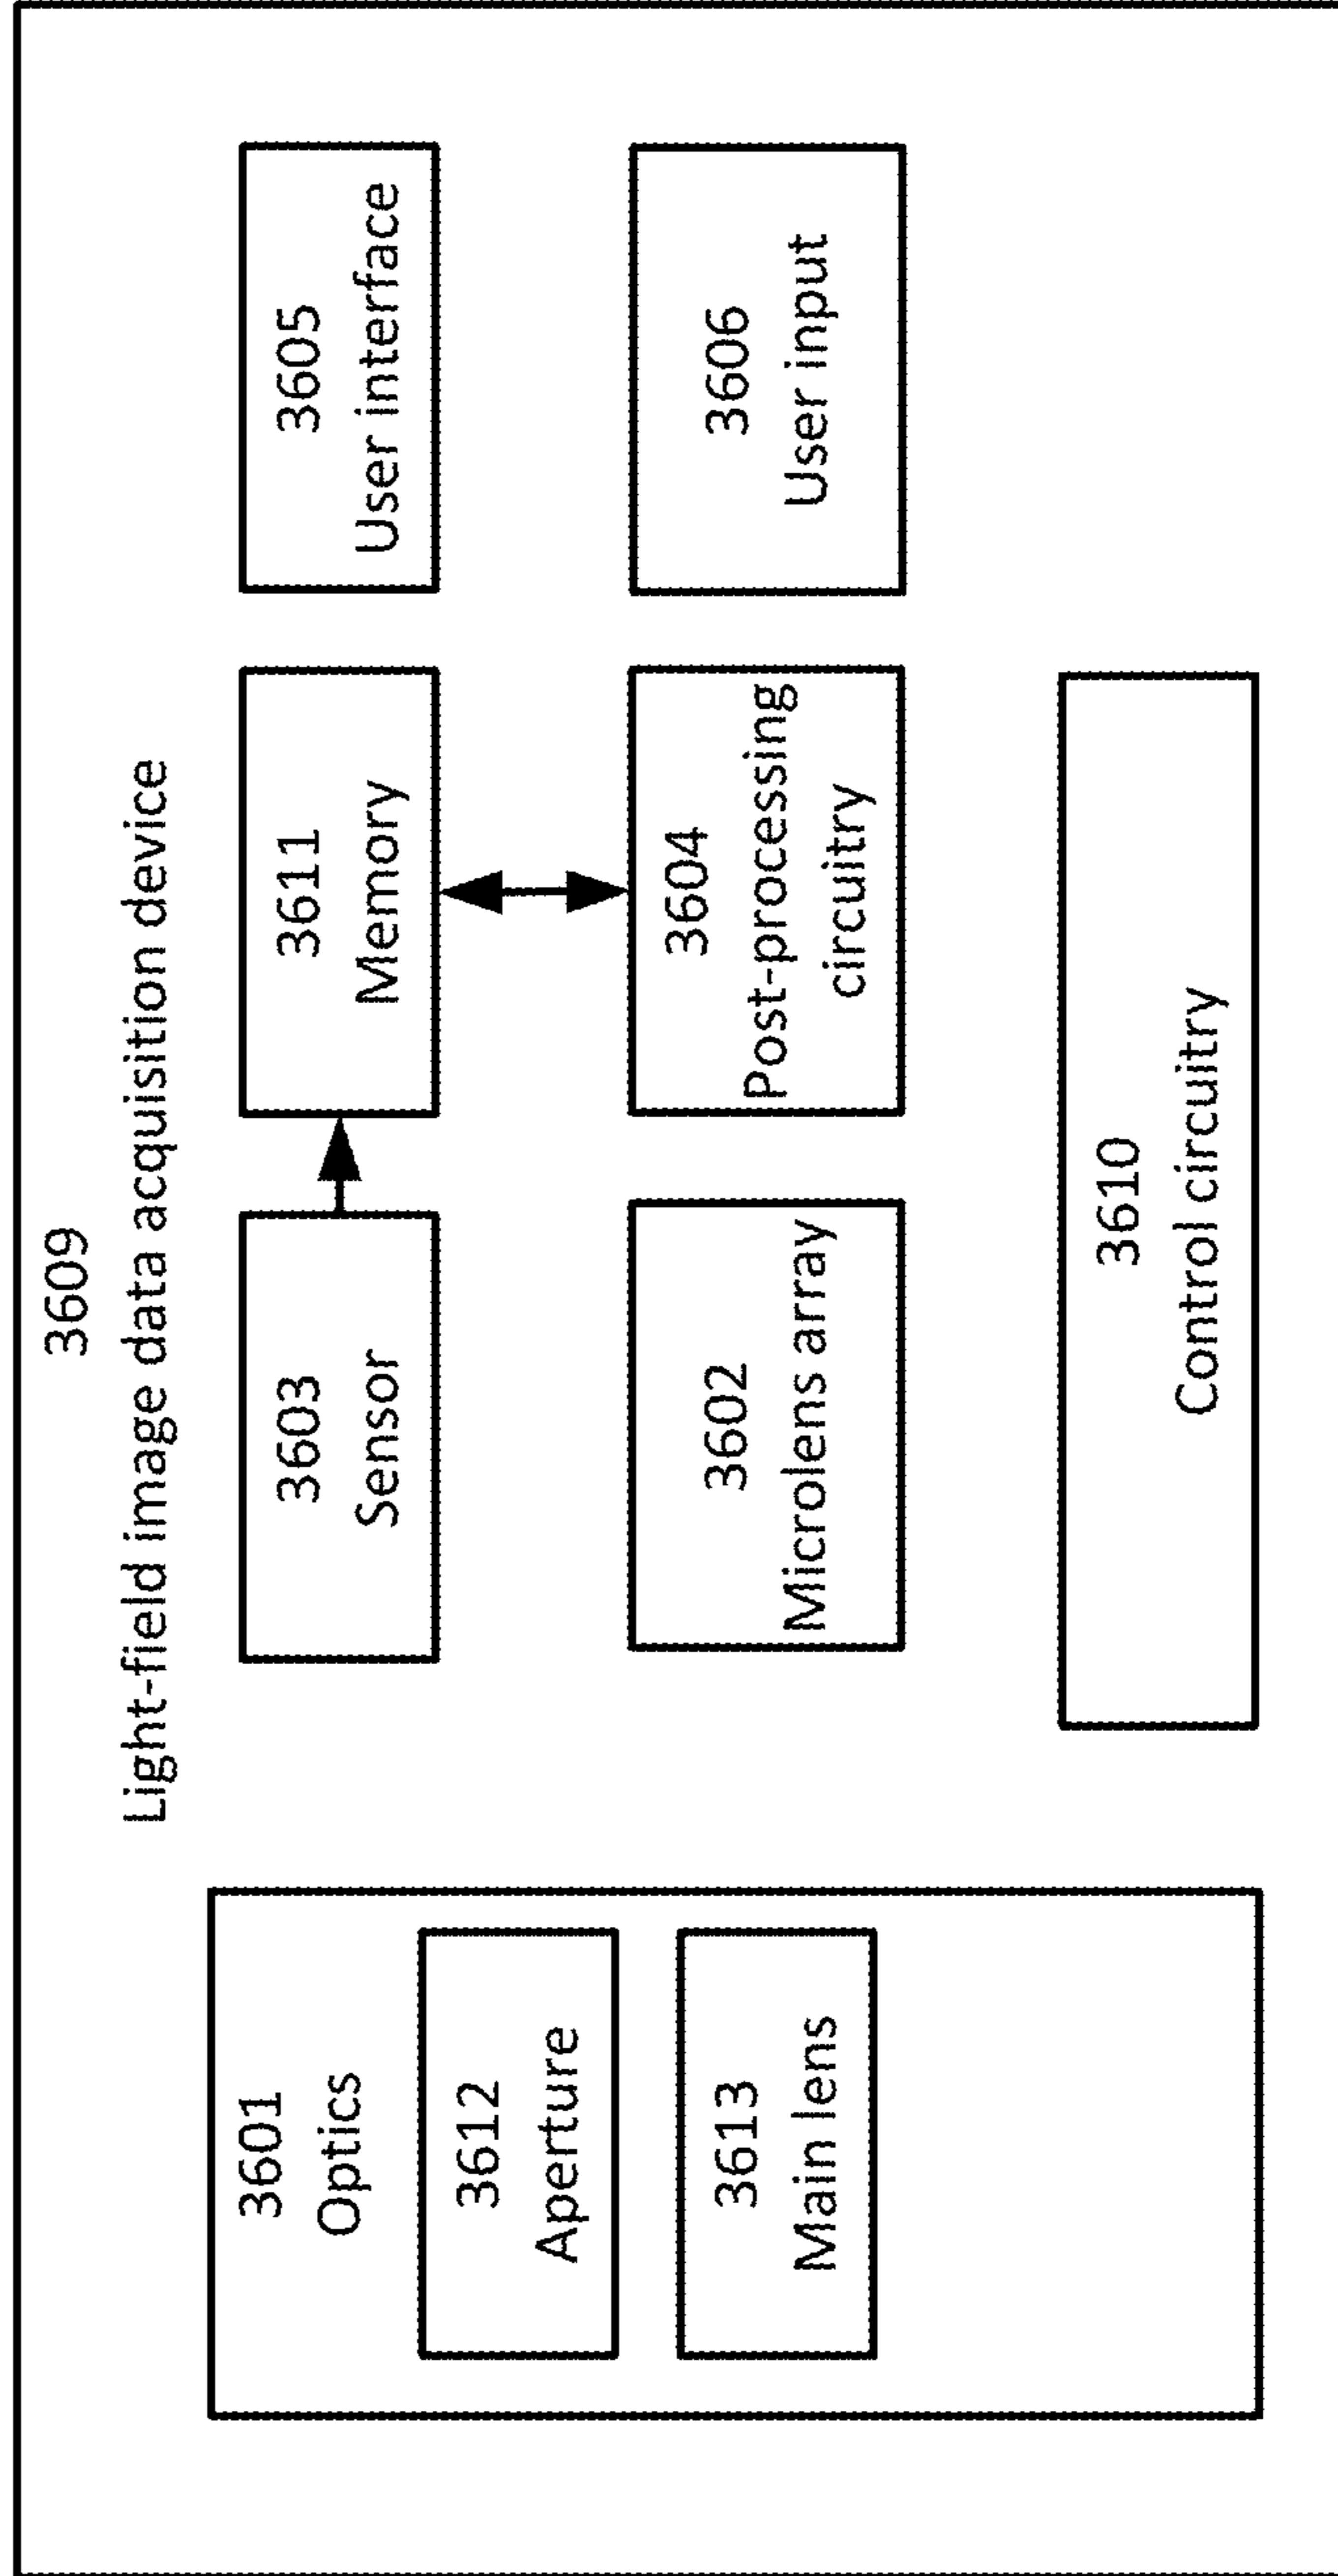 3609
Light-field image data acquisition device
3601
Optics
3612
Aperture
3613
Main lens
3603
Sensor
3611
Memory
3605
User interface
3602
Microlens array
3604
Post-processing
circuitry
3606
User input
3610
Control circuitry